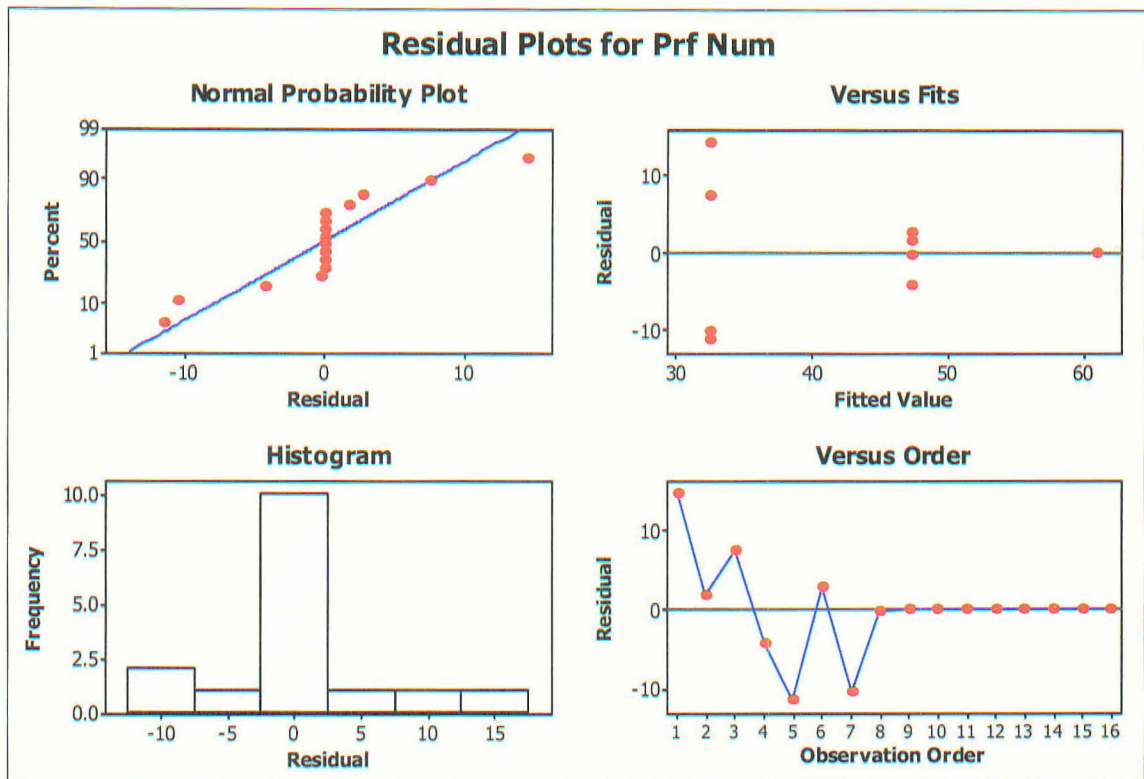 Residual Plots for Prf Num
Normal Probability Plot
99
90
50
10
1
Percent
-10 0 10
Residual
Versus Fits
10
0
-10
Residual
30 40 50 60
Fitted Value
Histogram
10.0
7.5
5.0
2.5
0.0
Frequency
-10 -5 0 5 10 15
Residual
Versus Order
10
0
-10
Residual
1 2 3 4 5 6 7 8 9 10 11 12 13 14 15 16
Observation Order